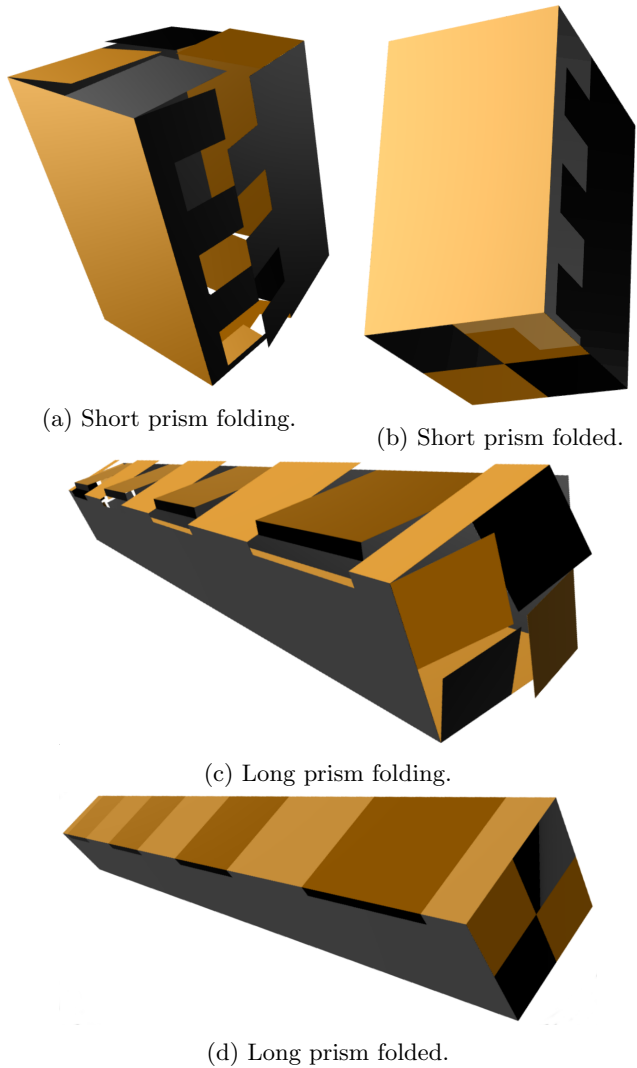 (a) Short prism folding.
(b) Short prism folded.
(c) Long prism folding.
(d) Long prism folded.